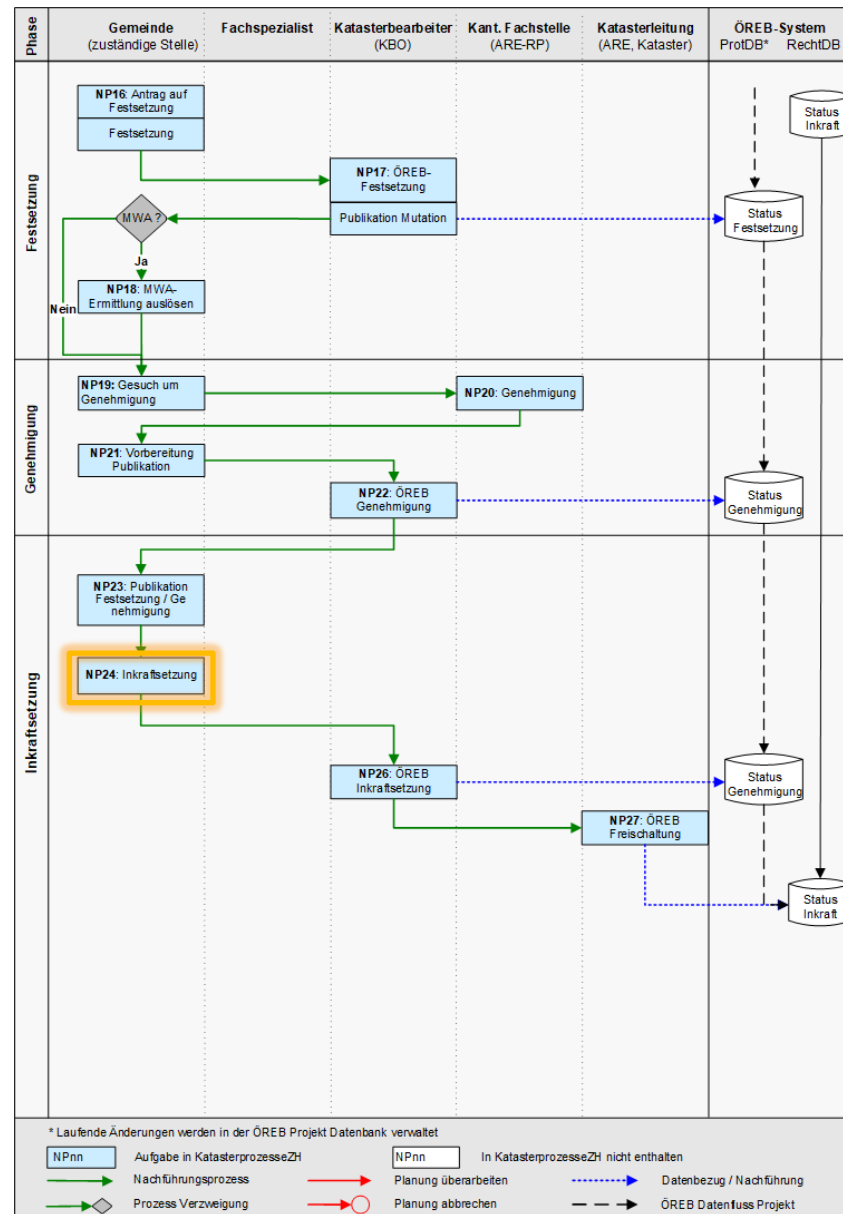 Phase
Gemeinde
(zuständige Stelle)
Fachspezialist
Katasterbearbeiter
(KBO)
Kant. Fachstelle
(ARE-RP)
Katasterleitung
(ARE, Kataster)
ÖREB-System
ProtDB* RechtDB
Festsetzung
NP16: Antrag auf
Festsetzung
Festsetzung
Status
Inkraft
NP17: ÖREB-
Festsetzung
Publikation Mutation
MWA ?
Status
Festsetzung
Ja
NP18: MWA-
Ermittlung auslösen
Nein
Genehmigung
NP19: Gesuch um
Genehmigung
NP20: Genehmigung
NP21: Vorbereitung
Publikation
NP22: ÖREB
Genehmigung
Status
Genehmigung
Inkraftsetzung
NP23: Publikation
Festsetzung / Ge
nehmigung
NP24: Inkraftsetzung
NP26: ÖREB
Inkraftsetzung
Status
Genehmigung
NP27: ÖREB
Freischaltung
Status
Inkraft
* Laufende Änderungen werden in der ÖREB Projekt Datenbank verwaltet
NPnn Aufgabe in KatasterprozesseZH NPnn In KatasterprozesseZH nicht enthalten
Nachführungsprozess Planung überarbeiten Datenbezug / Nachführung
Prozess Verzweigung Planung abbrechen ÖREB Datenfluss Projekt